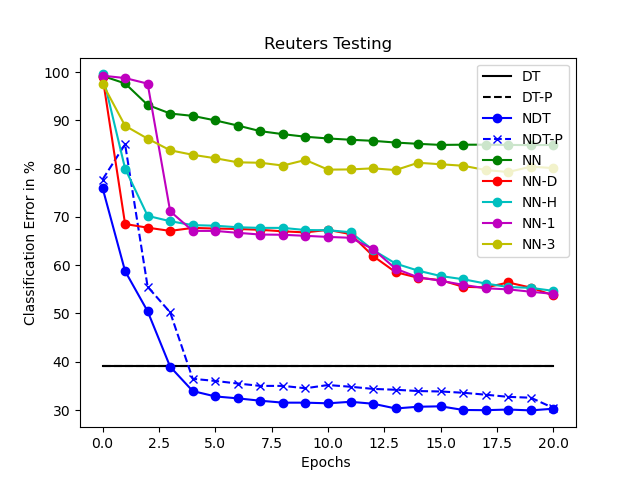 Reuters Testing
Classification Error in %
100
90
80
70
60
50
40
30
0.0 2.5 5.0 7.5 10.0 12.5 15.0 17.5 20.0
Epochs
DT
DT-P
NDT
NDT-P
NN
NN-D
NN-H
NN-1
NN-3